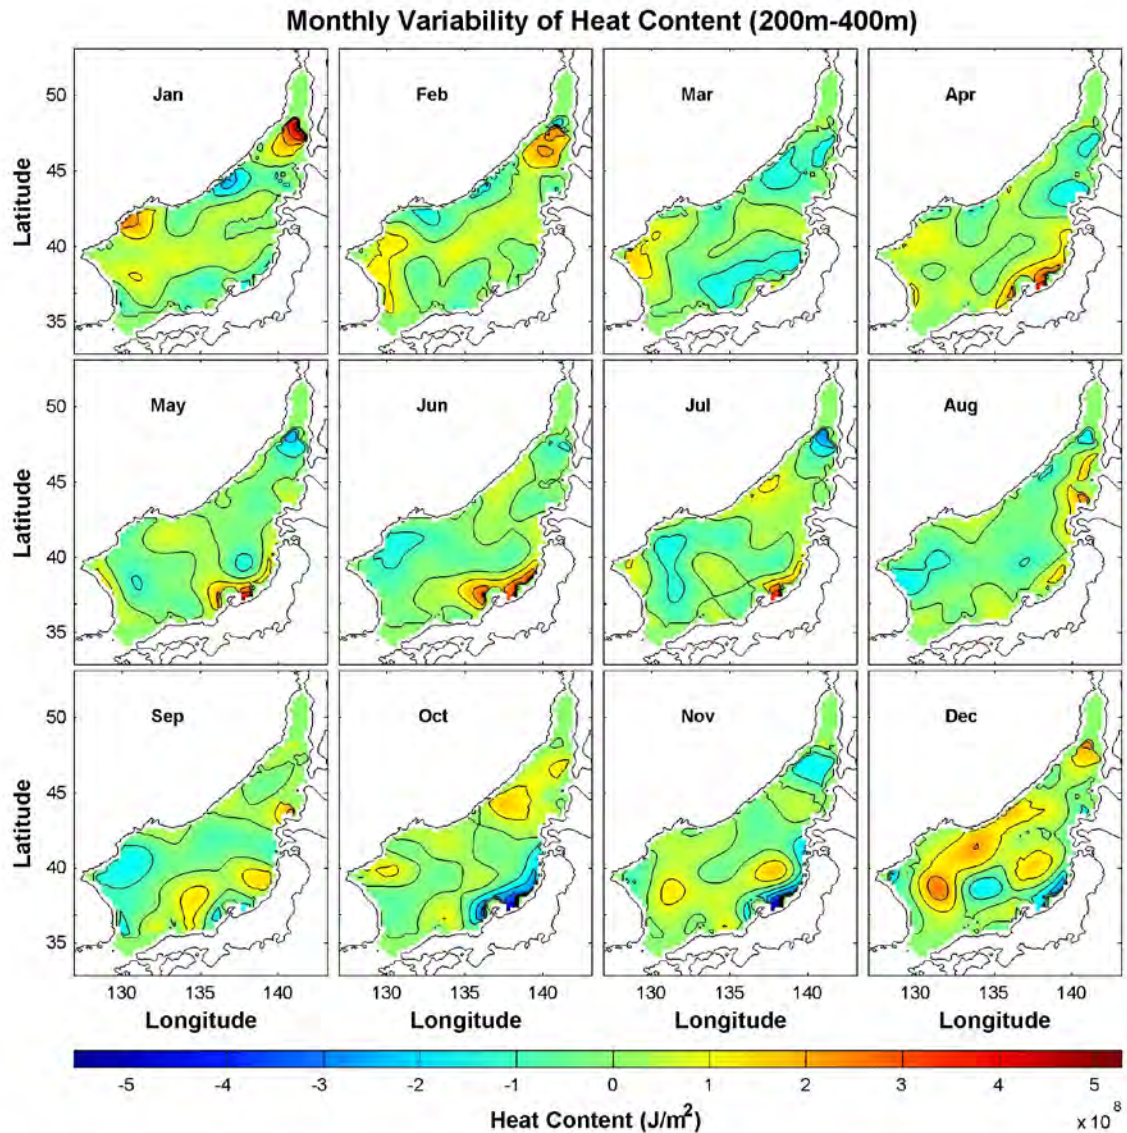 Monthly Variability of Heat Content (200m-400m)
Jan Feb Mar Apr
50
45
40
35
Latitude
May Jun Jul Aug
50
45
40
35
Latitude
Sep Oct Nov Dec
50
45
40
35
Latitude
130 135 140 130 135 140 130 135 140 130 135 140
Longitude Longitude Longitude Longitude
-5 -4 -3 -2 -1 0 1 2 3 4 5
Heat Content (J/m²)
x 10⁸